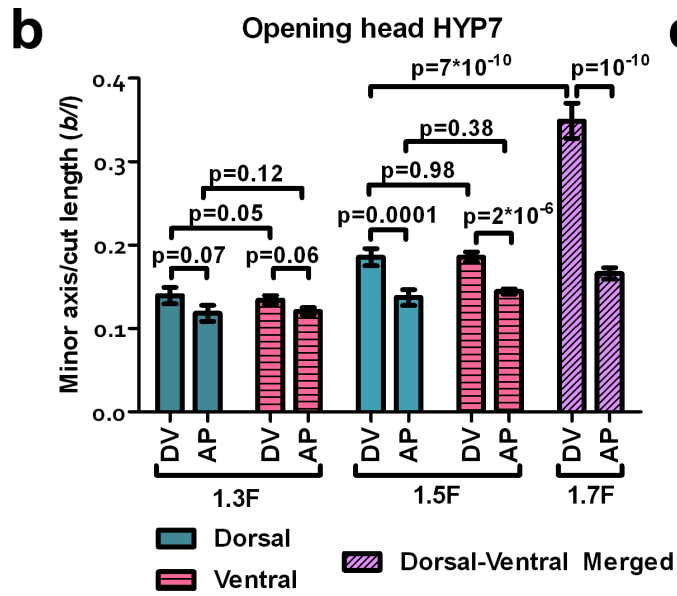 b
Opening head HYP7
Minor axis/cut length (b/l)
0.4
0.3
0.2
0.1
0.0
p=7*10-10
p=10-10
p=0.38
p=0.12
p=0.98
p=0.05
p=0.0001
p=2*10-6
p=0.07
p=0.06
DV AP DV AP DV AP DV AP DV AP
1.3F 1.5F 1.7F
Dorsal
Ventral
Dorsal-Ventral Merged